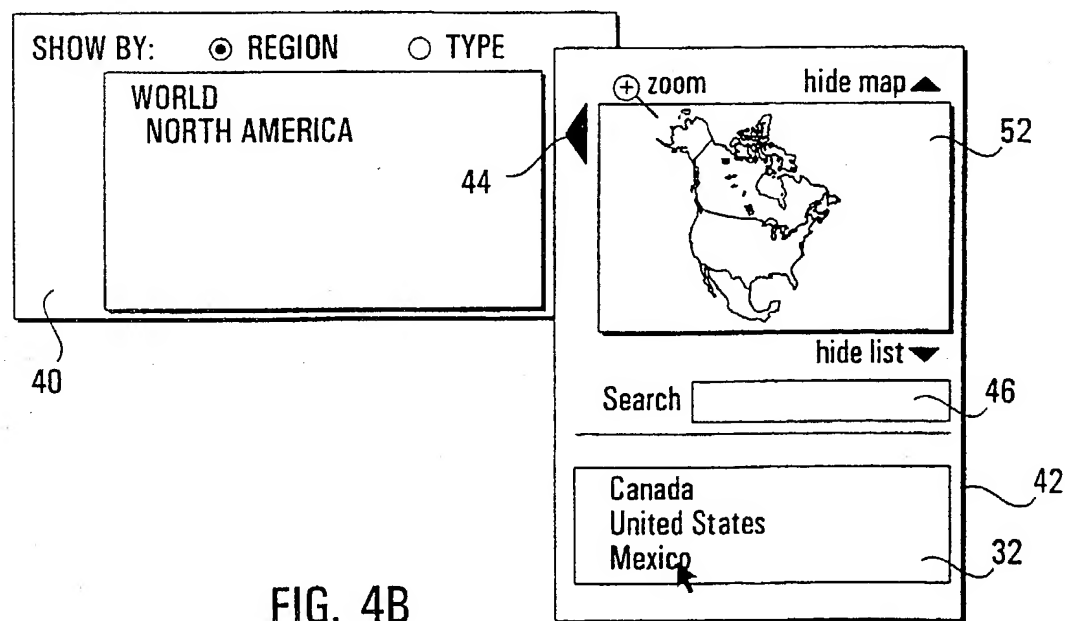 SHOW BY: REGION TYPE
WORLD
NORTH AMERICA
44
40
zoom hide map
52
hide list
Search
46
42
Canada
United States
Mexico
32
FIG. 4B